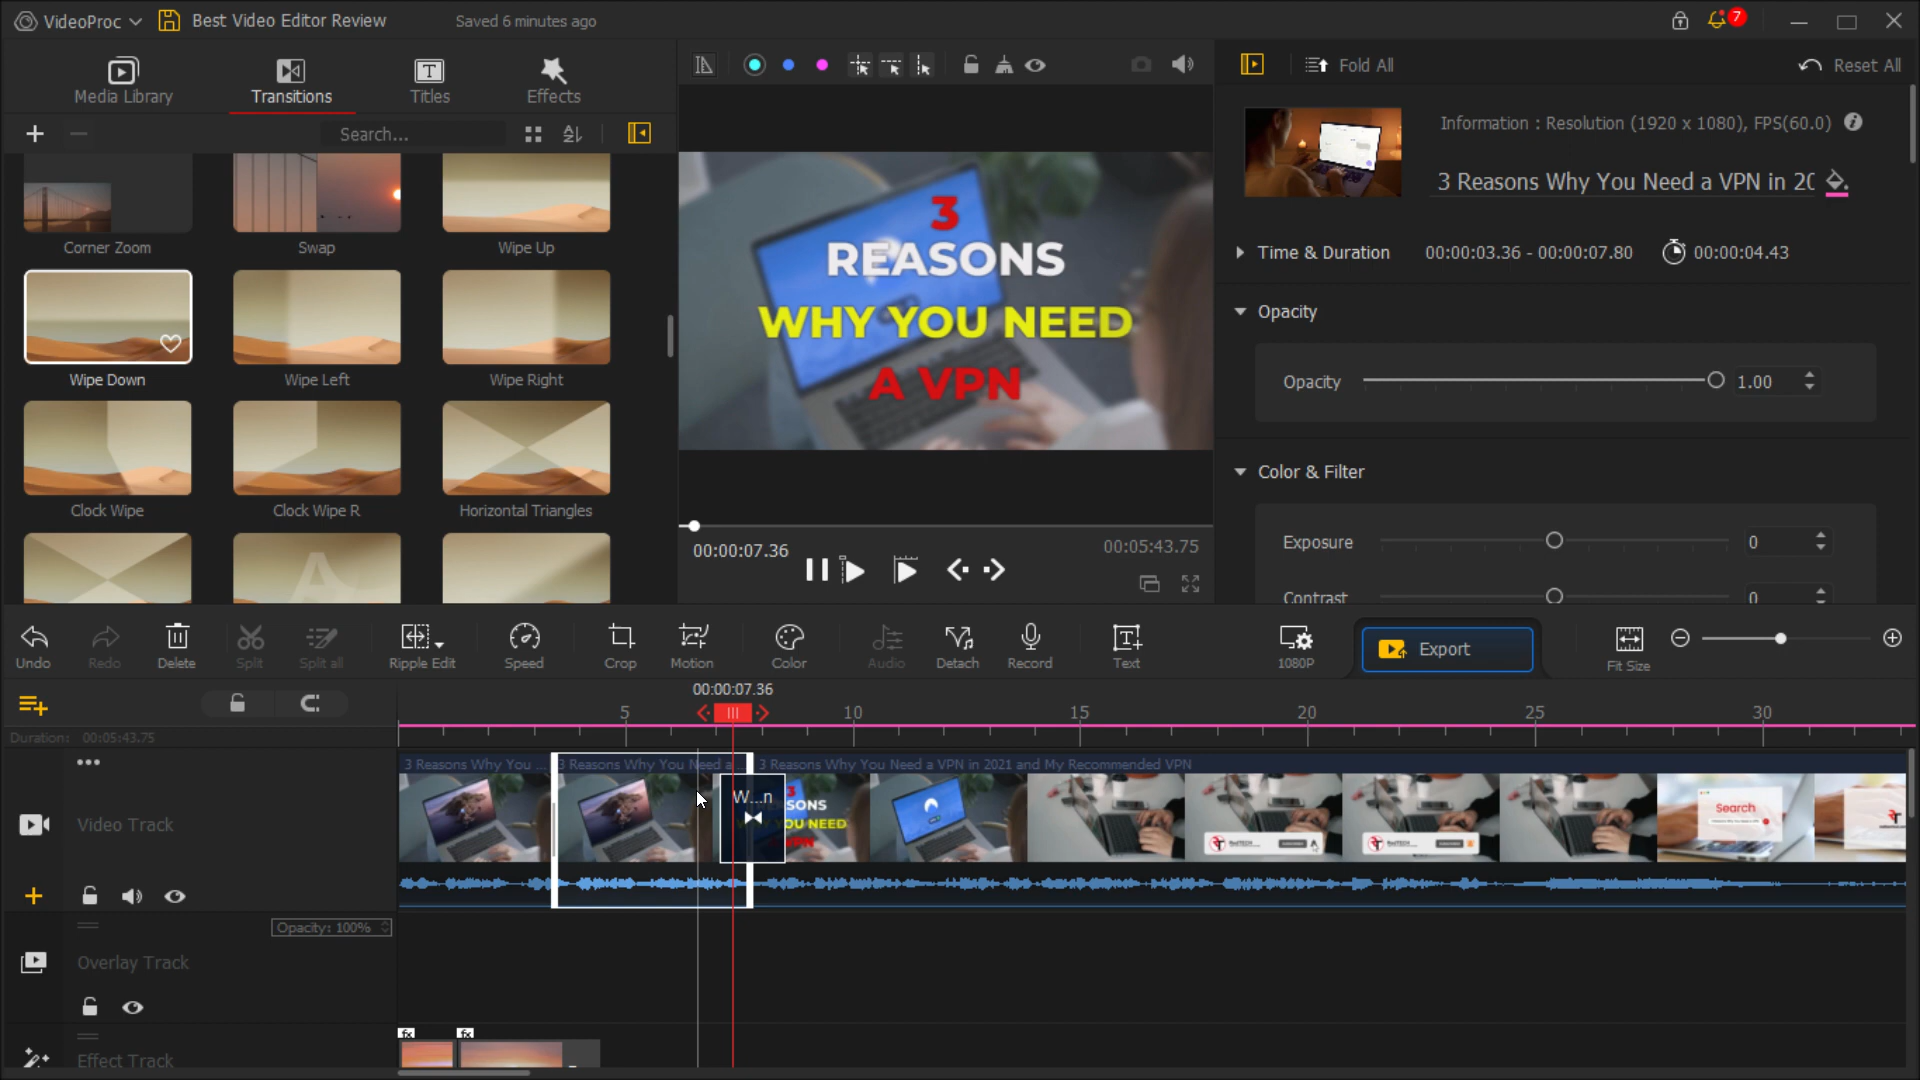 VideoProc
Best Video Editor Review
Saved 6 minutes ago
7
Media Library
Transitions
Titles
Effects
Search...
Corner Zoom
Swap
Wipe Up
Wipe Down
Wipe Left
Wipe Right
Clock Wipe
Clock Wipe R
Horizontal Triangles
A
3
REASONS
WHY YOU NEED
A VPN
00:00:07.36
00:05:43.75
Fold All
Reset All
Information : Resolution (1920 x 1080), FPS(60.0)
3 Reasons Why You Need a VPN in 20
Time & Duration
00:00:03.36 - 00:00:07.80
00:00:04.43
Opacity
Opacity
1.00
Color & Filter
Exposure
0
Contrast
0
Undo
Redo
Delete
Split
Split all
Ripple Edit
Speed
Crop
Motion
Color
Audio
Detach
Record
Text
1080P
Export
Fit Size
00:00:07.36
5
10
15
20
25
30
Duration: 00:05:43.75
3 Reasons Why You ...
3 Reasons Why You Need a...
3 Reasons Why You Need a VPN in 2021 and My Recommended VPN
W...n
3
SONS
YOU NEED
VPN
Search
Video Track
Opacity: 100%
Overlay Track
fx
fx
Effect Track